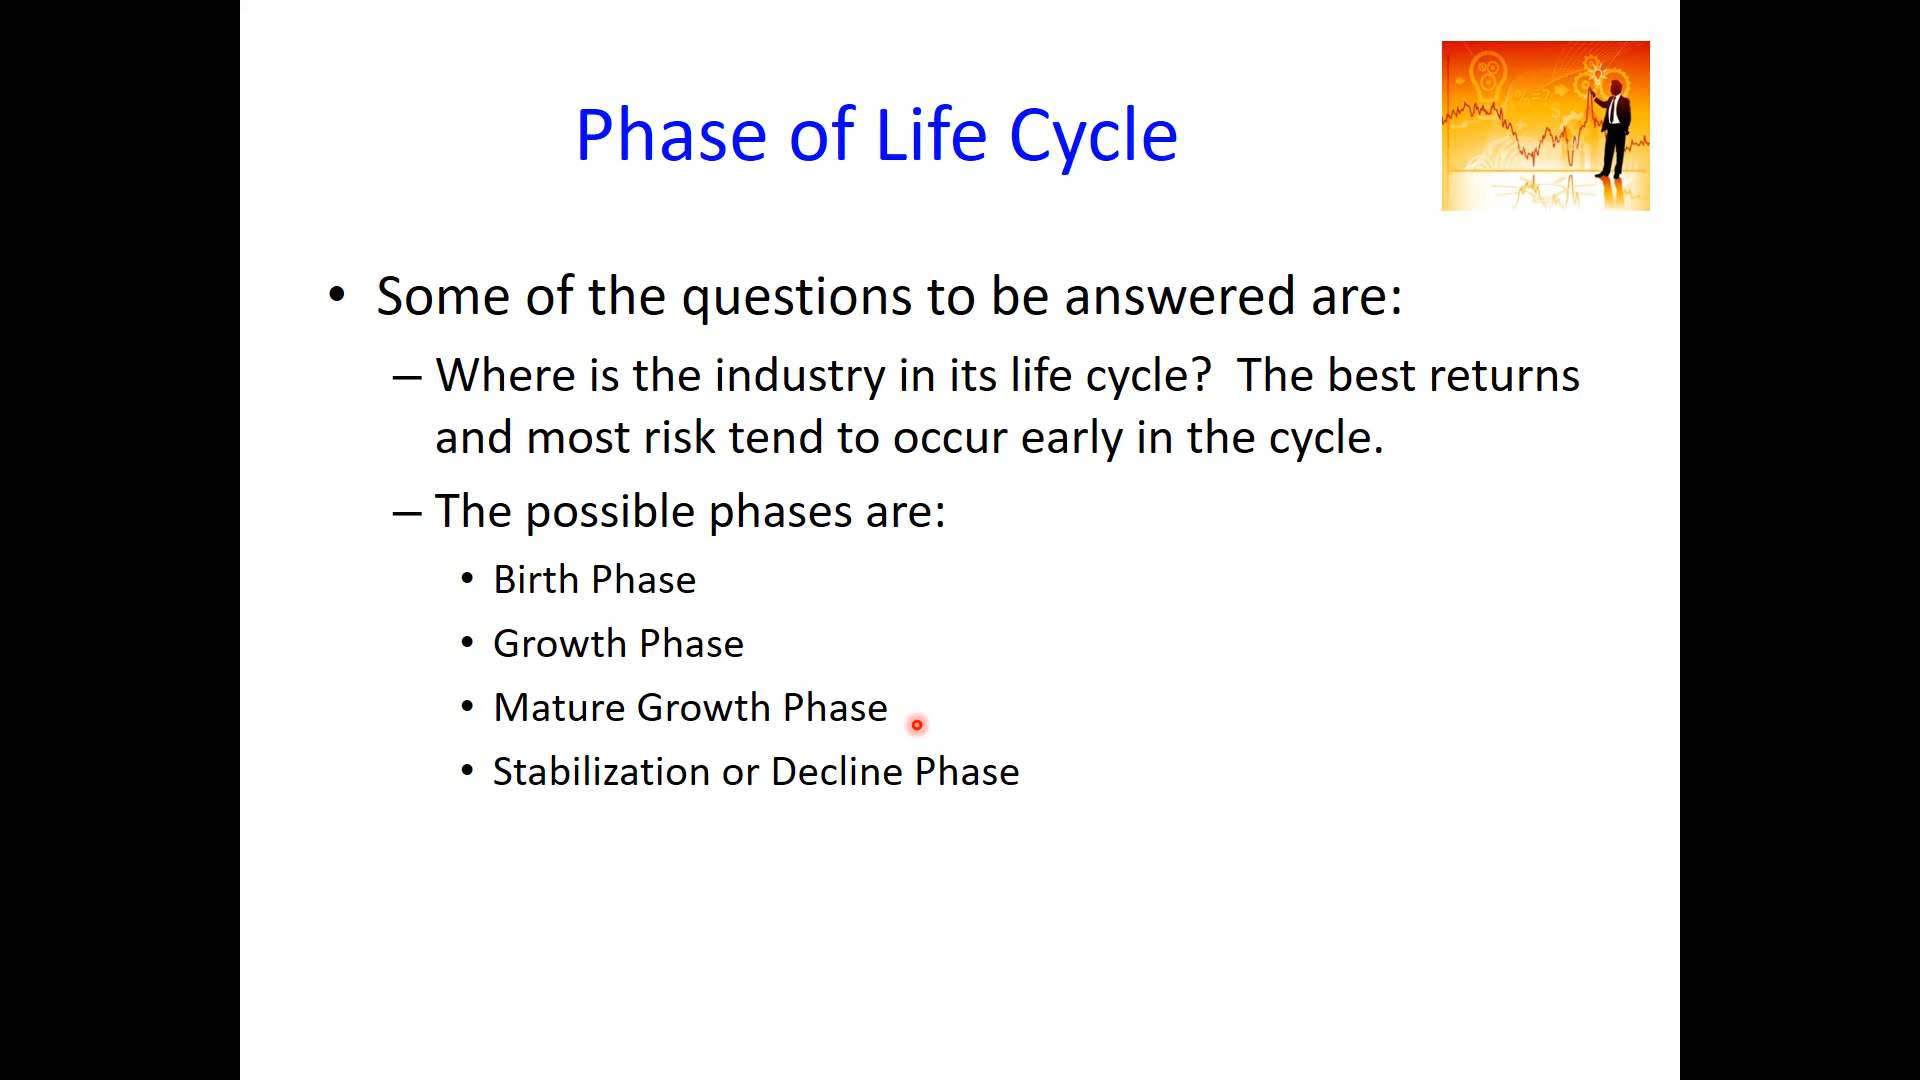 Phase of Life Cycle
• Some of the questions to be answered are:
– Where is the industry in its life cycle?  The best returns
and most risk tend to occur early in the cycle.
– The possible phases are:
• Birth Phase
• Growth Phase
• Mature Growth Phase
• Stabilization or Decline Phase